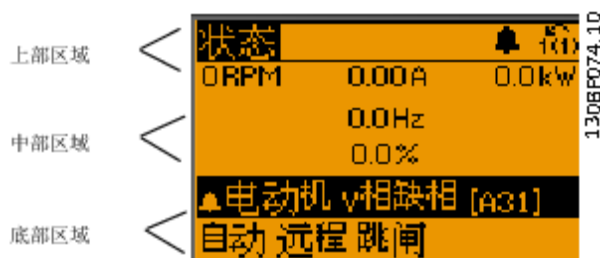 上部区域
状态
(1)
0RPM 0.00A 0.0kW
中部区域
0.0Hz
0.0%
电动机 v相缺相 [A31]
底部区域
自动 远程 跳闸
130BP074.10